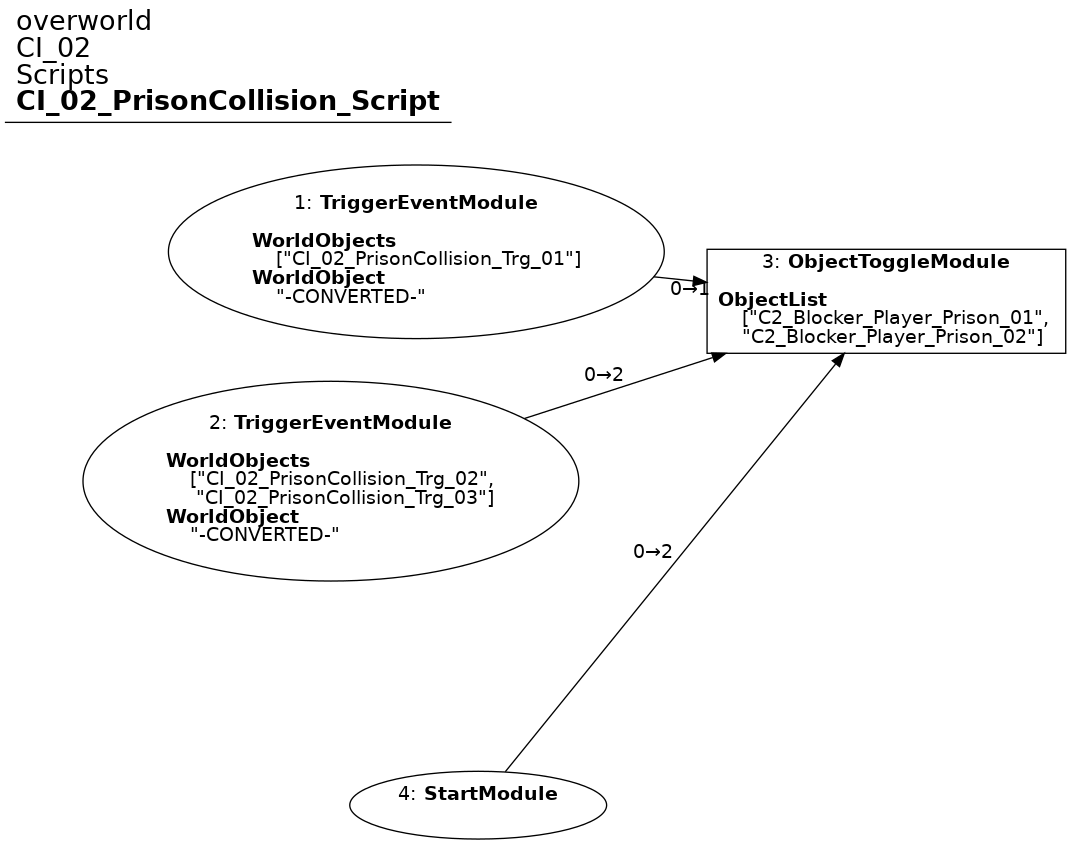 overworld
CI_02
Scripts
CI_02_PrisonCollision_Script
1: TriggerEventModule
WorldObjects
["CI_02_PrisonCollision_Trg_01"]
WorldObject
"-CONVERTED-"
0→1
3: ObjectToggleModule
ObjectList
["C2_Blocker_Player_Prison_01",
"C2_Blocker_Player_Prison_02"]
0→2
2: TriggerEventModule
WorldObjects
["CI_02_PrisonCollision_Trg_02",
"CI_02_PrisonCollision_Trg_03"]
WorldObject
"-CONVERTED-"
0→2
4: StartModule